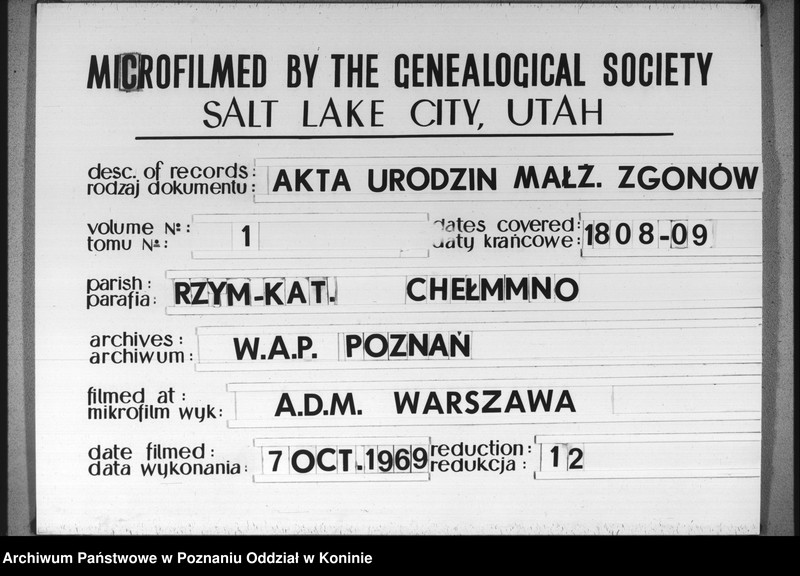 MICROFILMED BY THE GENEALOGICAL SOCIETY
SALT LAKE CITY, UTAH
desc. of records: AKTA URODZIN MAŁŻ. ZGONÓW
rodzaj dokumentu:
volume №: 1 dates covered: 1808-09
tomu №: daty krańcowe:
parish: RZYM-KAT. CHEŁMMNO
parafia:
archives: W.A.P. POZNAŃ
archiwum:
filmed at: A.D.M. WARSZAWA
mikrofilm wyk:
date filmed: 7 OCT. 1969 reduction: 12
data wykonania: redukcja:
Archiwum Państwowe w Poznaniu Oddział w Koninie